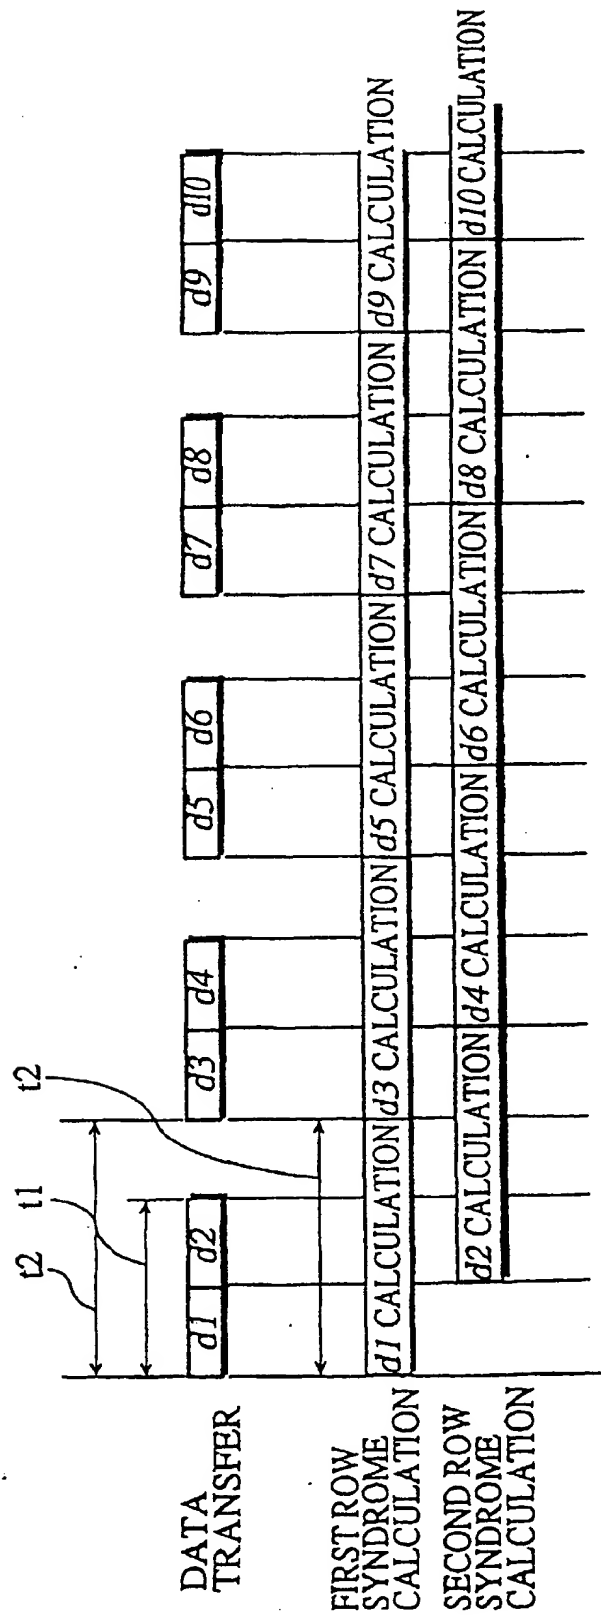 t2 t1 t2
DATA
TRANSFER
d1 d2 d3 d4 d5 d6 d7 d8 d9 d10
FIRST ROW
SYNDROME
CALCULATION
d1 CALCULATION d3 CALCULATION d5 CALCULATION d7 CALCULATION d9 CALCULATION
SECOND ROW
SYNDROME
CALCULATION
d2 CALCULATION d4 CALCULATION d6 CALCULATION d8 CALCULATION d10 CALCULATION